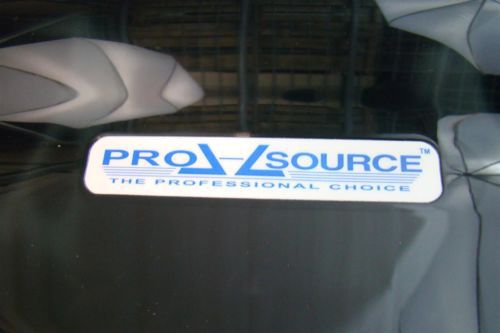 PRO SOURCE™
THE PROFESSIONAL CHOICE